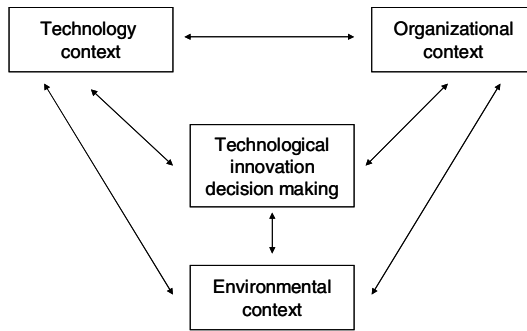 Technology
context
Organizational
context
Technological
innovation
decision making
Environmental
context